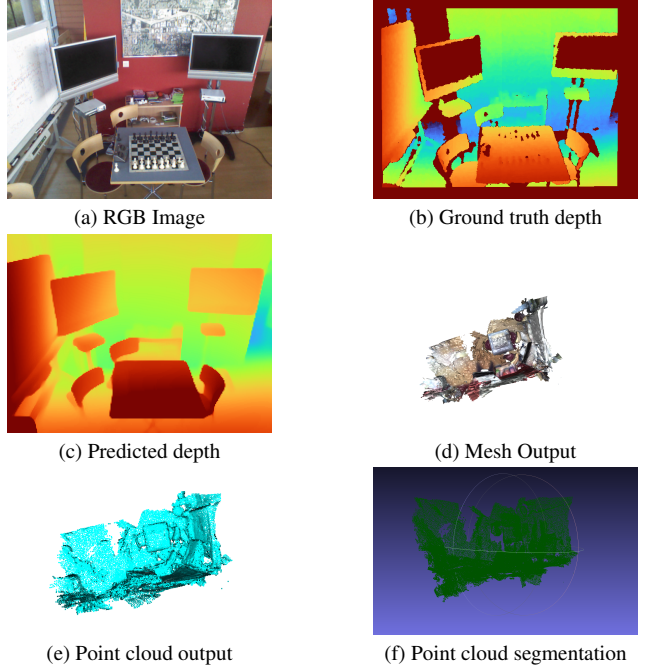 (a) RGB Image
(b) Ground truth depth
(c) Predicted depth
(d) Mesh Output
(e) Point cloud output
(f) Point cloud segmentation